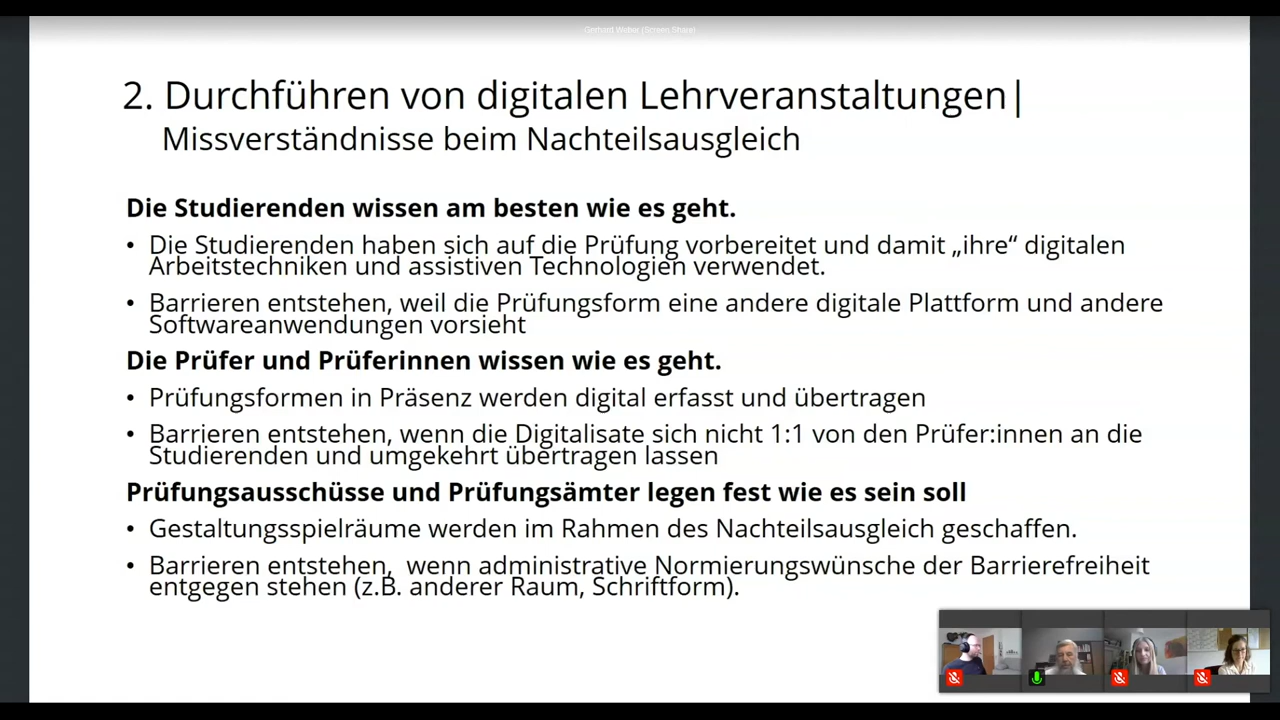 Gerhard Weber (Screen Share)
2. Durchführen von digitalen Lehrveranstaltungen|
Missverständnisse beim Nachteilsausgleich
Die Studierenden wissen am besten wie es geht.
• Die Studierenden haben sich auf die Prüfung vorbereitet und damit „ihre“ digitalen
Arbeitstechniken und assistiven Technologien verwendet.
• Barrieren entstehen, weil die Prüfungsform eine andere digitale Plattform und andere
Softwareanwendungen vorsieht
Die Prüfer und Prüferinnen wissen wie es geht.
• Prüfungsformen in Präsenz werden digital erfasst und übertragen
• Barrieren entstehen, wenn die Digitalisate sich nicht 1:1 von den Prüfer:innen an die
Studierenden und umgekehrt übertragen lassen
Prüfungsausschüsse und Prüfungsämter legen fest wie es sein soll
• Gestaltungsspielräume werden im Rahmen des Nachteilsausgleich geschaffen.
• Barrieren entstehen,  wenn administrative Normierungswünsche der Barrierefreiheit
entgegen stehen (z.B. anderer Raum, Schriftform).